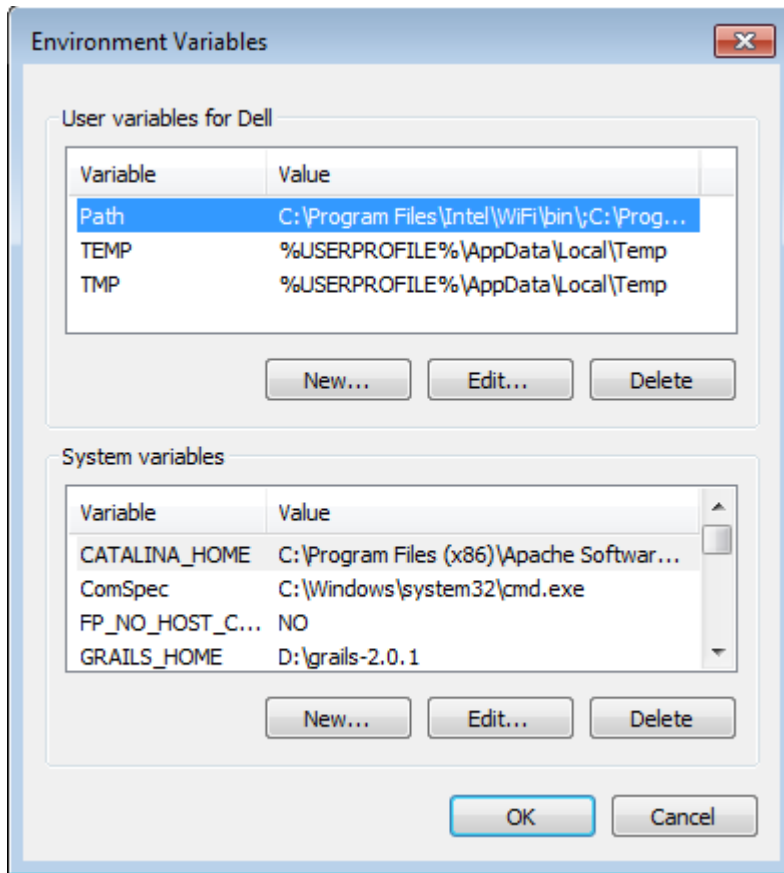 Environment Variables
User variables for Dell
Variable Value
Path C:\Program Files\Intel\WiFi\bin\;C:\Prog...
TEMP %USERPROFILE%\AppData\Local\Temp
TMP %USERPROFILE%\AppData\Local\Temp
New... Edit... Delete
System variables
Variable Value
CATALINA_HOME C:\Program Files (x86)\Apache Softwar...
ComSpec C:\Windows\system32\cmd.exe
FP_NO_HOST_C... NO
GRAILS_HOME D:\grails-2.0.1
New... Edit... Delete
OK Cancel